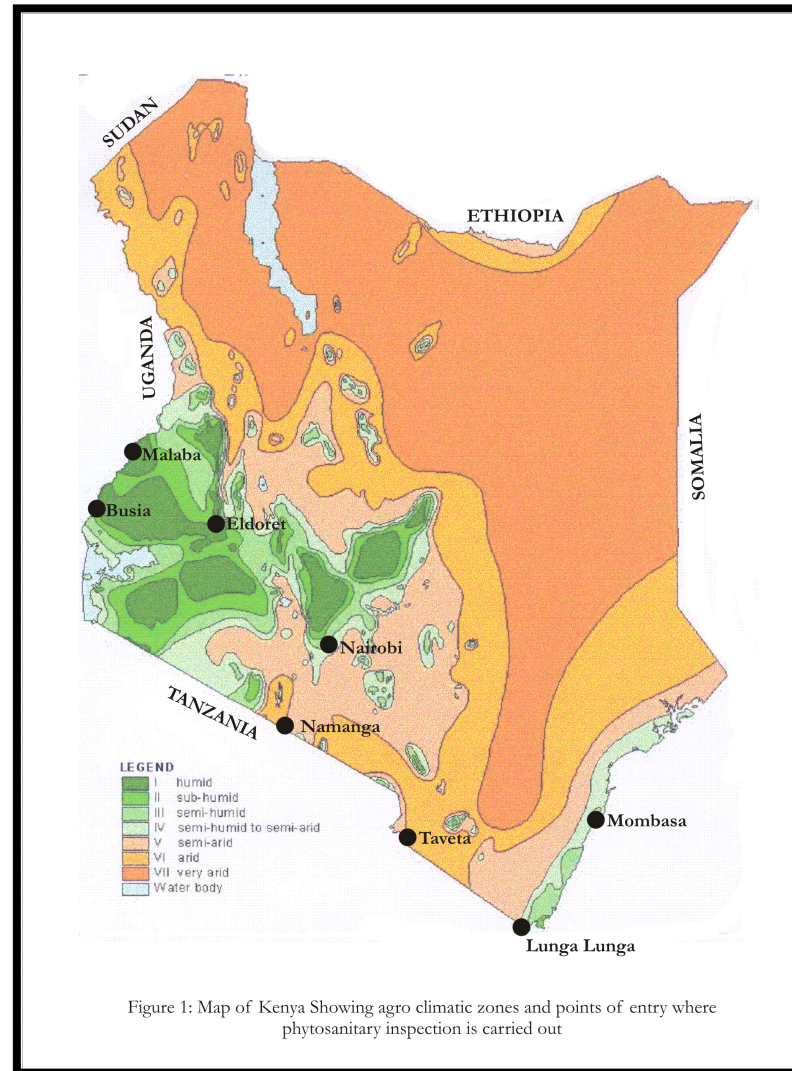 SUDAN
ETHIOPIA
UGANDA
SOMALIA
Malaba
Busia
Eldoret
Nairobi
TANZANIA
Namanga
LEGEND
I humid
II sub-humid
III semi-humid
IV semi-humid to semi-arid
V semi-arid
VI arid
VII very arid
Water body
Mombasa
Taveta
Lunga Lunga
Figure 1: Map of Kenya Showing agro climatic zones and points of entry where
phytosanitary inspection is carried out